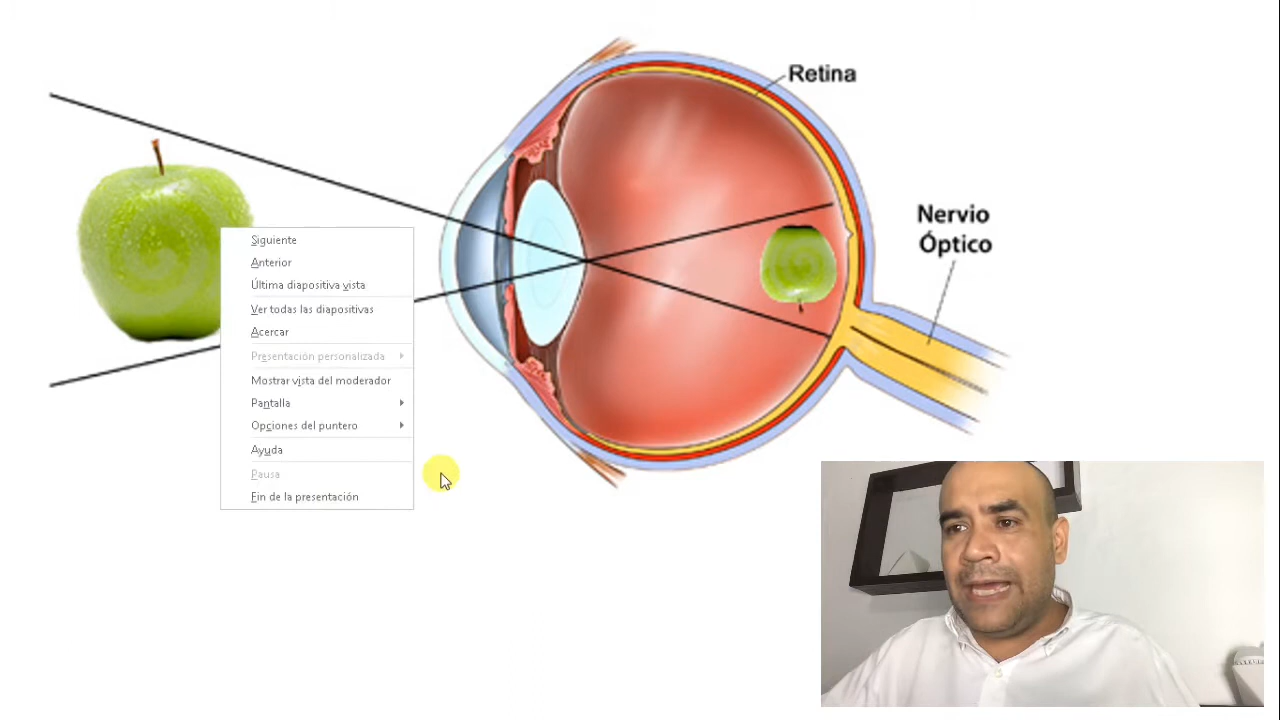 Retina
Nervio
Óptico
Siguiente
Anterior
Última diapositiva vista
Ver todas las diapositivas
Acercar
Presentación personalizada
Mostrar vista del moderador
Pantalla
Opciones del puntero
Ayuda
Pausa
Fin de la presentación